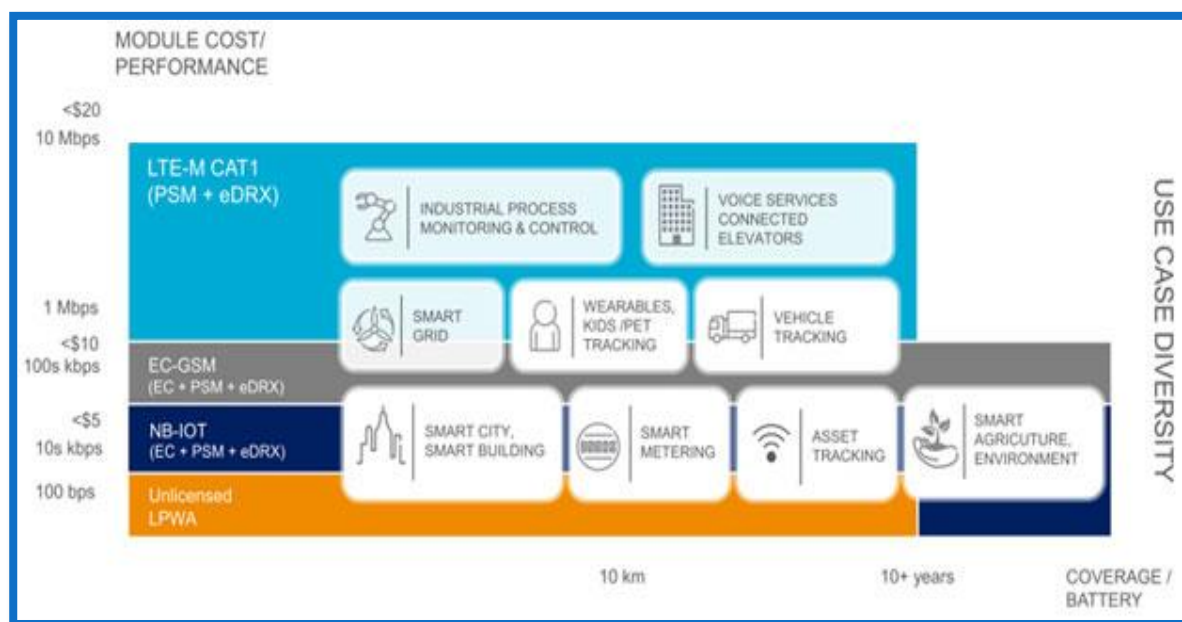 MODULE COST/
PERFORMANCE
<$20
10 Mbps
LTE-M CAT1
(PSM + eDRX)
INDUSTRIAL PROCESS
MONITORING & CONTROL
VOICE SERVICES
CONNECTED
ELEVATORS
1 Mbps
<$10
100s kbps
SMART
GRID
WEARABLES,
KIDS /PET
TRACKING
VEHICLE
TRACKING
EC-GSM
(EC + PSM + eDRX)
<$5
10s kbps
NB-IOT
(EC + PSM + eDRX)
SMART CITY,
SMART BUILDING
SMART
METERING
ASSET
TRACKING
SMART
AGRICUTURE,
ENVIRONMENT
100 bps
Unlicensed
LPWA
10 km
10+ years
COVERAGE /
BATTERY
USE CASE DIVERSITY